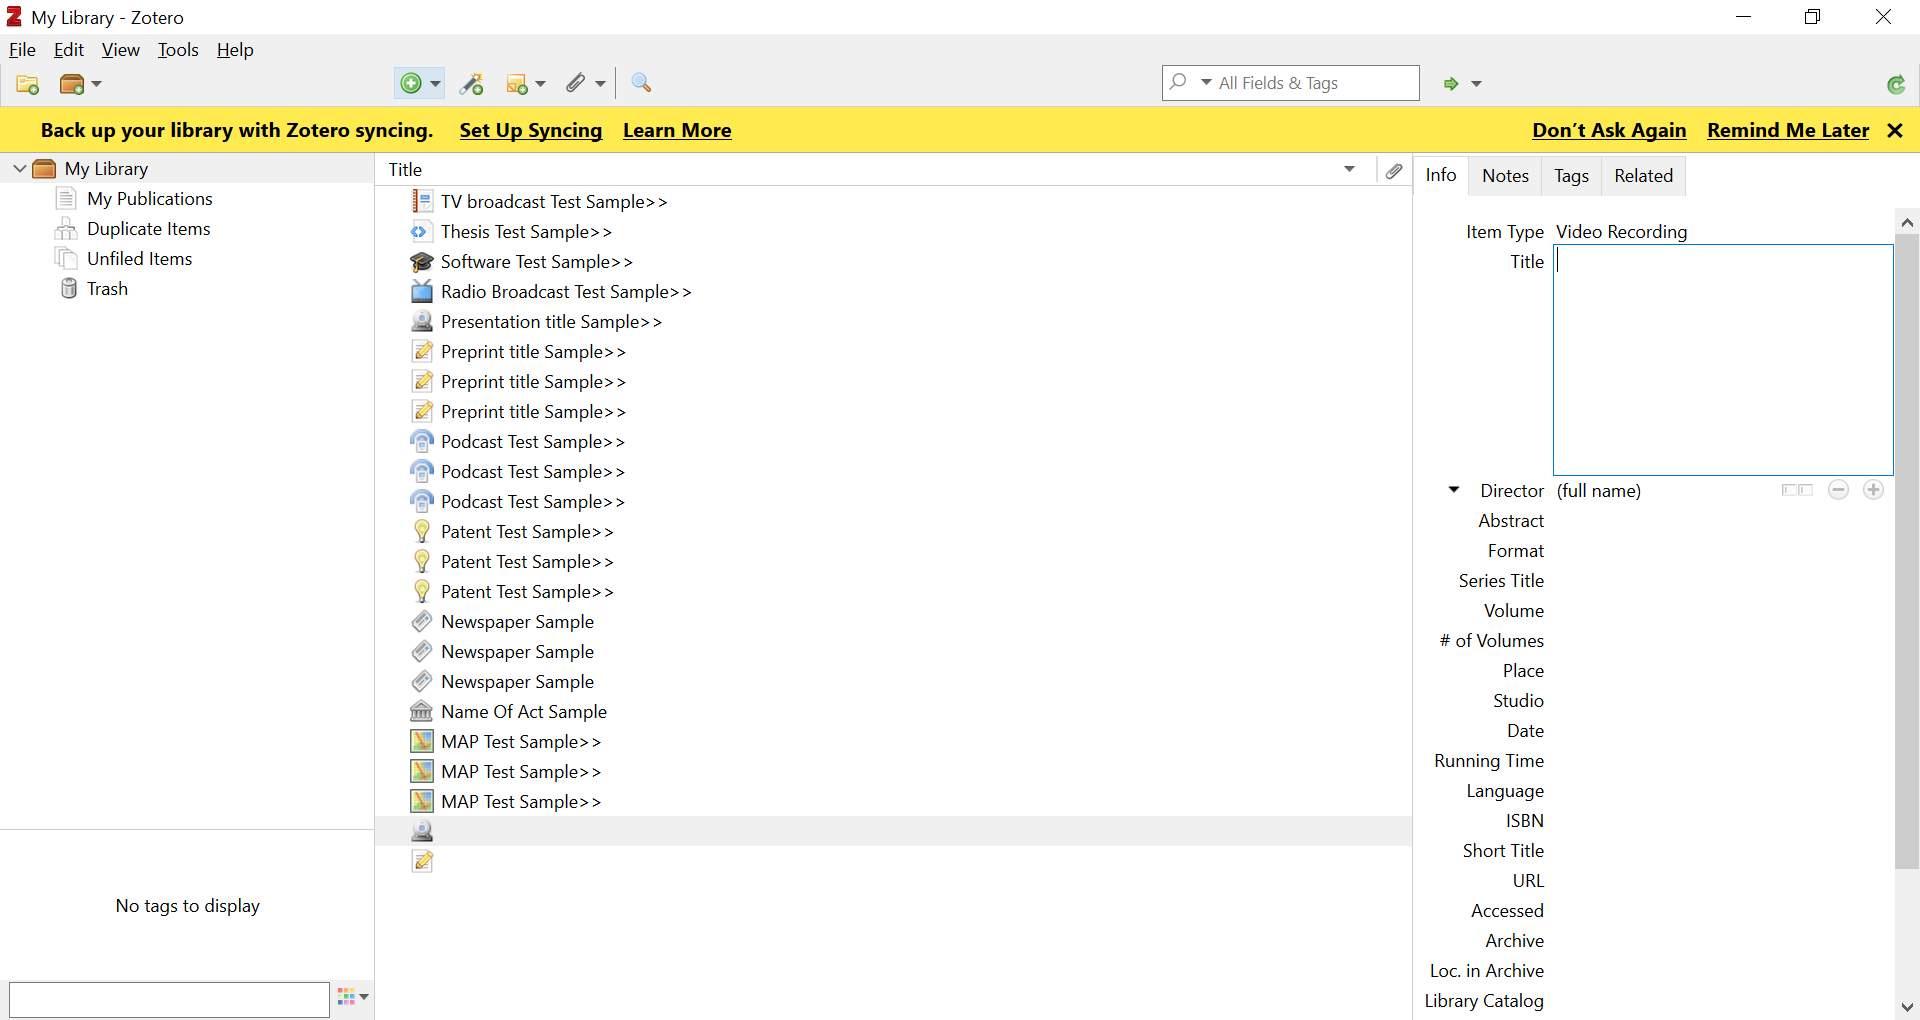 My Library - Zotero
File Edit View Tools Help
All Fields & Tags
Back up your library with Zotero syncing. Set Up Syncing Learn More Don't Ask Again Remind Me Later
My Library
My Publications
Duplicate Items
Unfiled Items
Trash
No tags to display
Title
TV broadcast Test Sample>>
Thesis Test Sample>>
Software Test Sample>>
Radio Broadcast Test Sample>>
Presentation title Sample>>
Preprint title Sample>>
Preprint title Sample>>
Preprint title Sample>>
Podcast Test Sample>>
Podcast Test Sample>>
Podcast Test Sample>>
Patent Test Sample>>
Patent Test Sample>>
Patent Test Sample>>
Newspaper Sample
Newspaper Sample
Newspaper Sample
Name Of Act Sample
MAP Test Sample>>
MAP Test Sample>>
MAP Test Sample>>
Info Notes Tags Related
Item Type Video Recording
Title
Director (full name)
Abstract
Format
Series Title
Volume
# of Volumes
Place
Studio
Date
Running Time
Language
ISBN
Short Title
URL
Accessed
Archive
Loc. in Archive
Library Catalog